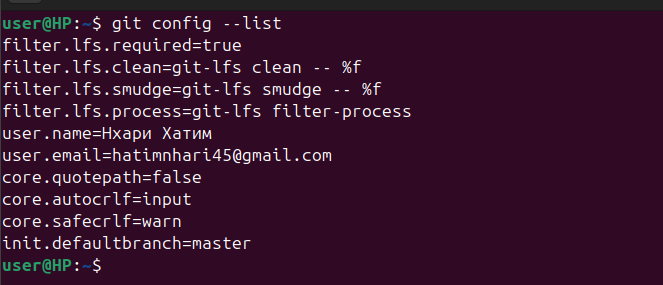 user@HP:~$ git config --list
filter.lfs.required=true
filter.lfs.clean=git-lfs clean -- %f
filter.lfs.smudge=git-lfs smudge -- %f
filter.lfs.process=git-lfs filter-process
user.name=Нхари Хатим
user.email=hatimnhari45@gmail.com
core.quotepath=false
core.autocrlf=input
core.safecrlf=warn
init.defaultbranch=master
user@HP:~$